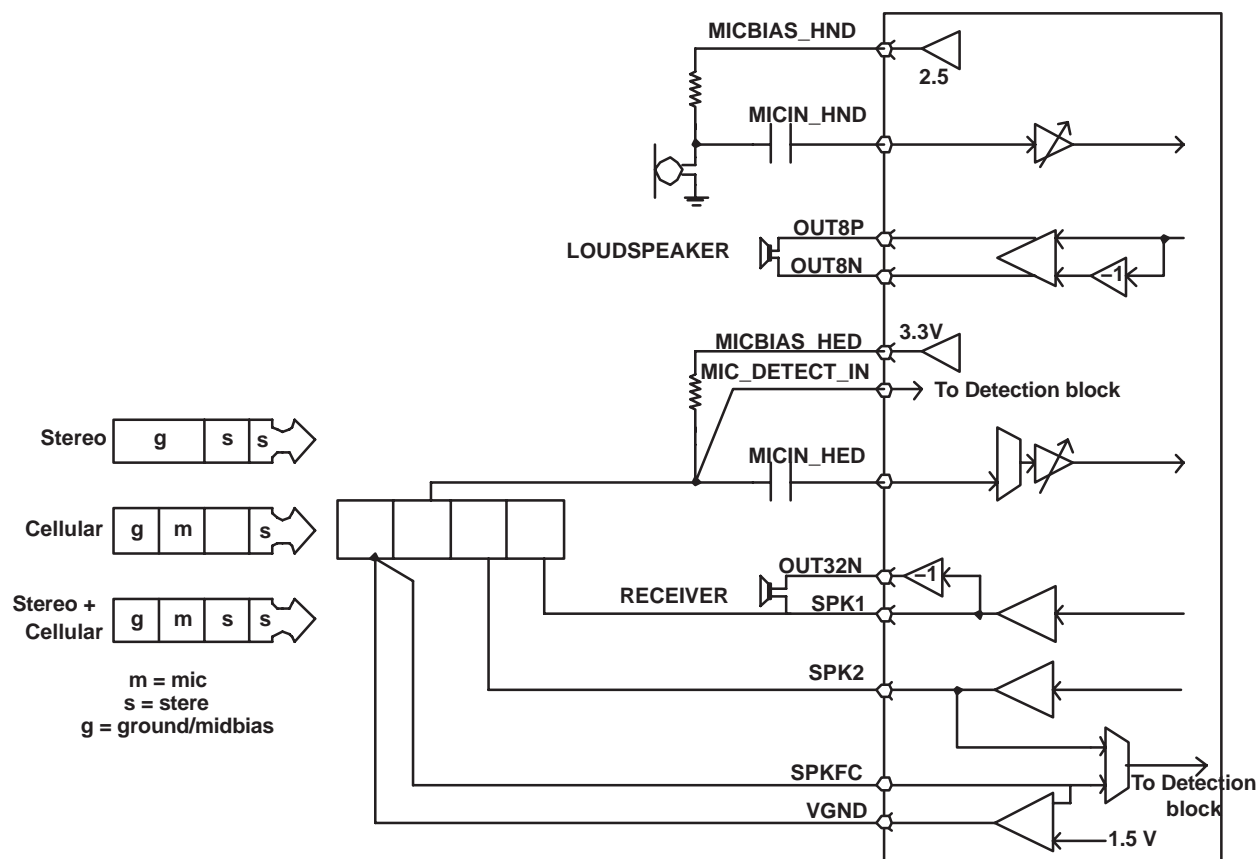 MICBIAS_HND
2.5
MICIN_HND
OUT8P
LOUDSPEAKER
OUT8N
−1
MICBIAS_HED
3.3V
MIC_DETECT_IN
To Detection block
Stereo
g
s
s
MICIN_HED
Cellular
g
m
s
OUT32N
−1
RECEIVER
SPK1
Stereo +
Cellular
g
m
s
s
m = mic
s = stere
g = ground/midbias
SPK2
SPKFC
To Detection
block
VGND
1.5 V